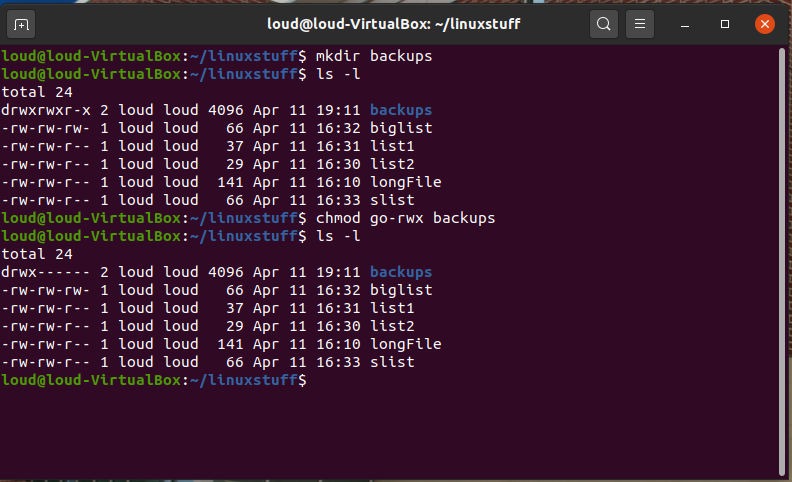 loud@loud-VirtualBox: ~/linuxstuff
loud@loud-VirtualBox:~/linuxstuff$ mkdir backups
loud@loud-VirtualBox:~/linuxstuff$ ls -l
total 24
drwxrwxr-x 2 loud loud 4096 Apr 11 19:11 backups
-rw-rw-rw- 1 loud loud   66 Apr 11 16:32 biglist
-rw-rw-r-- 1 loud loud   37 Apr 11 16:31 list1
-rw-rw-r-- 1 loud loud   29 Apr 11 16:30 list2
-rw-rw-r-- 1 loud loud  141 Apr 11 16:10 longFile
-rw-rw-r-- 1 loud loud   66 Apr 11 16:33 slist
loud@loud-VirtualBox:~/linuxstuff$ chmod go-rwx backups
loud@loud-VirtualBox:~/linuxstuff$ ls -l
total 24
drwx------ 2 loud loud 4096 Apr 11 19:11 backups
-rw-rw-rw- 1 loud loud   66 Apr 11 16:32 biglist
-rw-rw-r-- 1 loud loud   37 Apr 11 16:31 list1
-rw-rw-r-- 1 loud loud   29 Apr 11 16:30 list2
-rw-rw-r-- 1 loud loud  141 Apr 11 16:10 longFile
-rw-rw-r-- 1 loud loud   66 Apr 11 16:33 slist
loud@loud-VirtualBox:~/linuxstuff$